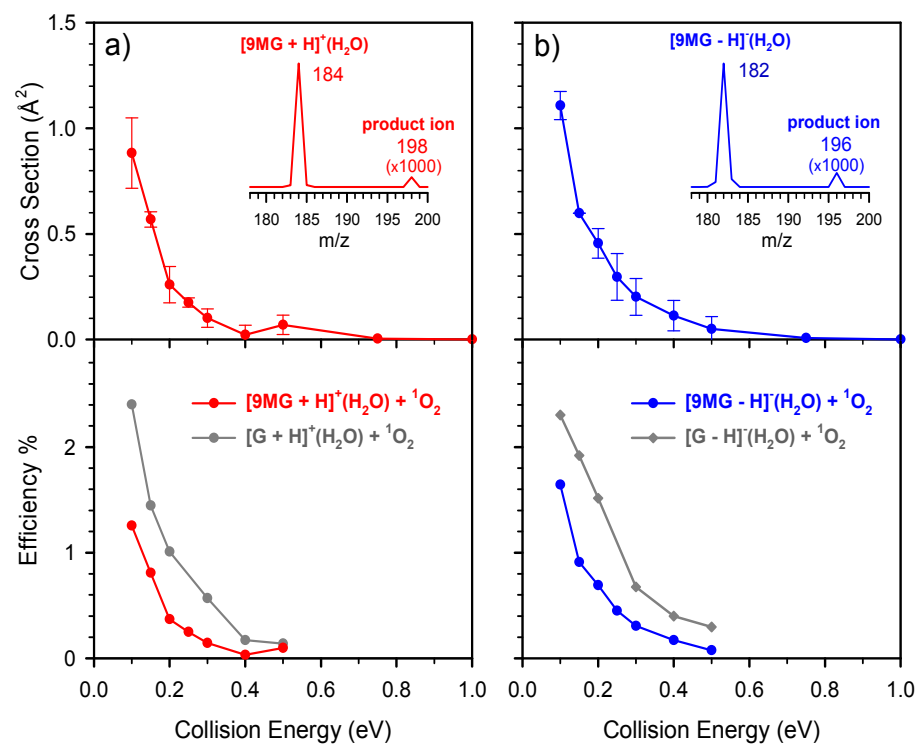 1.5
1.0
0.5
0.0
Cross Section (Å²)
a)
[9MG + H]⁺(H₂O)
184
product ion
198
(x1000)
180 185 190 195 200
m/z
b)
[9MG - H]⁻(H₂O)
182
product ion
196
(x1000)
180 185 190 195 200
m/z
2
1
0
Efficiency %
[9MG + H]⁺(H₂O) + ¹O₂
[G + H]⁺(H₂O) + ¹O₂
0.0 0.2 0.4 0.6 0.8 1.0
Collision Energy (eV)
[9MG - H]⁻(H₂O) + ¹O₂
[G - H]⁻(H₂O) + ¹O₂
0.0 0.2 0.4 0.6 0.8 1.0
Collision Energy (eV)